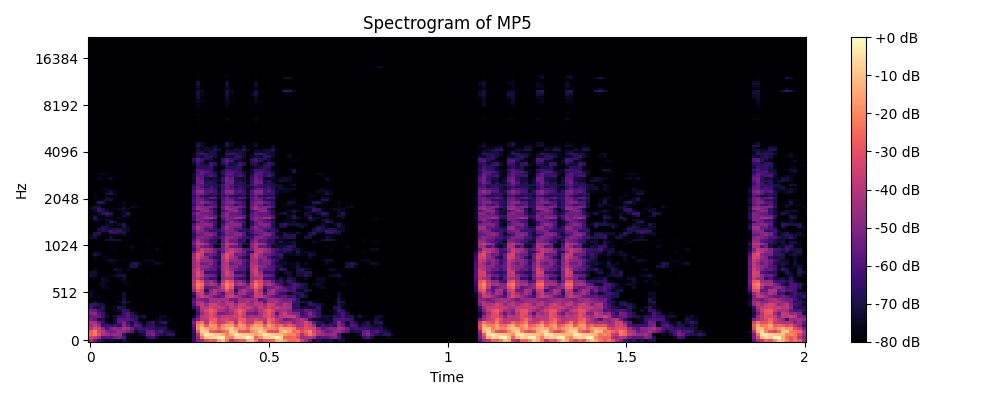 Spectrogram of MP5
Hz
16384
8192
4096
2048
1024
512
0
0 0.5 1 1.5 2
Time
+0 dB
-10 dB
-20 dB
-30 dB
-40 dB
-50 dB
-60 dB
-70 dB
-80 dB